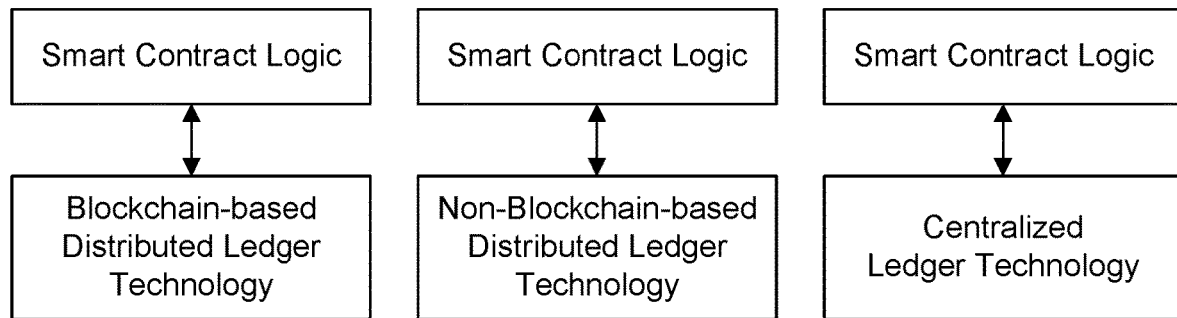 Smart Contract Logic
Smart Contract Logic
Smart Contract Logic
Blockchain-based
Distributed Ledger
Technology
Non-Blockchain-based
Distributed Ledger
Technology
Centralized
Ledger Technology